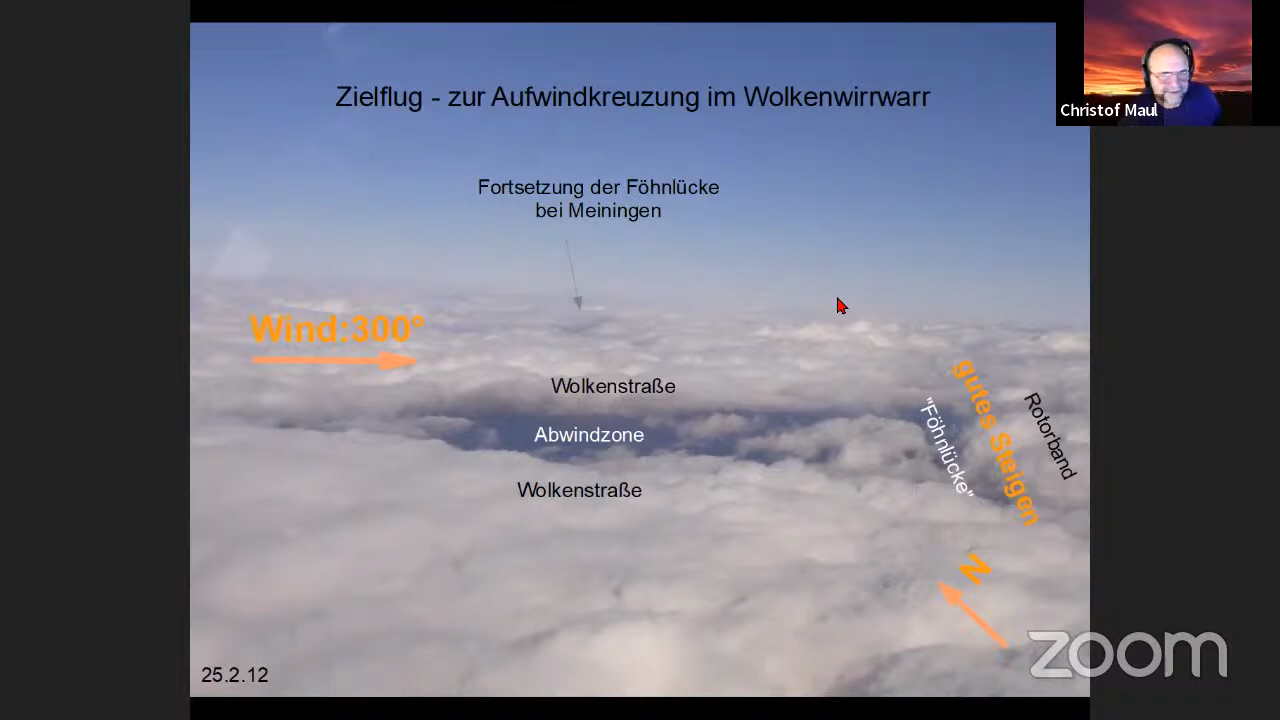 Zielflug - zur Aufwindkreuzung im Wolkenwirrwarr
Christof Maul
Fortsetzung der Föhnlücke
bei Meiningen
Wind:300°
Wolkenstraße
Abwindzone
Wolkenstraße
"Föhnlücke"
gutes Steigen
Rotorband
N
25.2.12
zoom